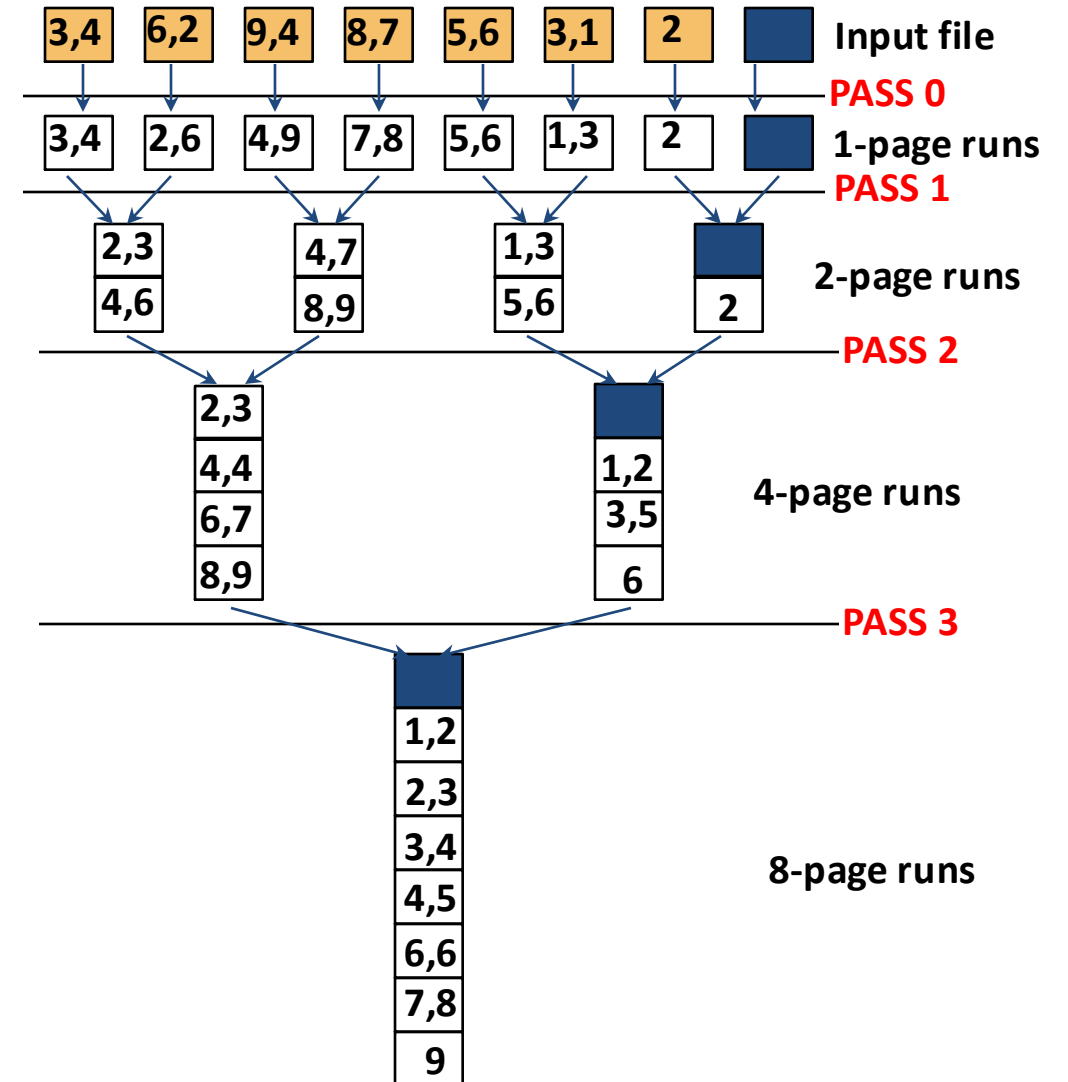 3,4 6,2 9,4 8,7 5,6 3,1 2 Input file
PASS 0
3,4 2,6 4,9 7,8 5,6 1,3 2 1-page runs
PASS 1
2,3 4,7 1,3
2-page runs
4,6 8,9 5,6 2
PASS 2
2,3
4,4 1,2
4-page runs
6,7 3,5
8,9 6
PASS 3
1,2
2,3
3,4
8-page runs
4,5
6,6
7,8
9